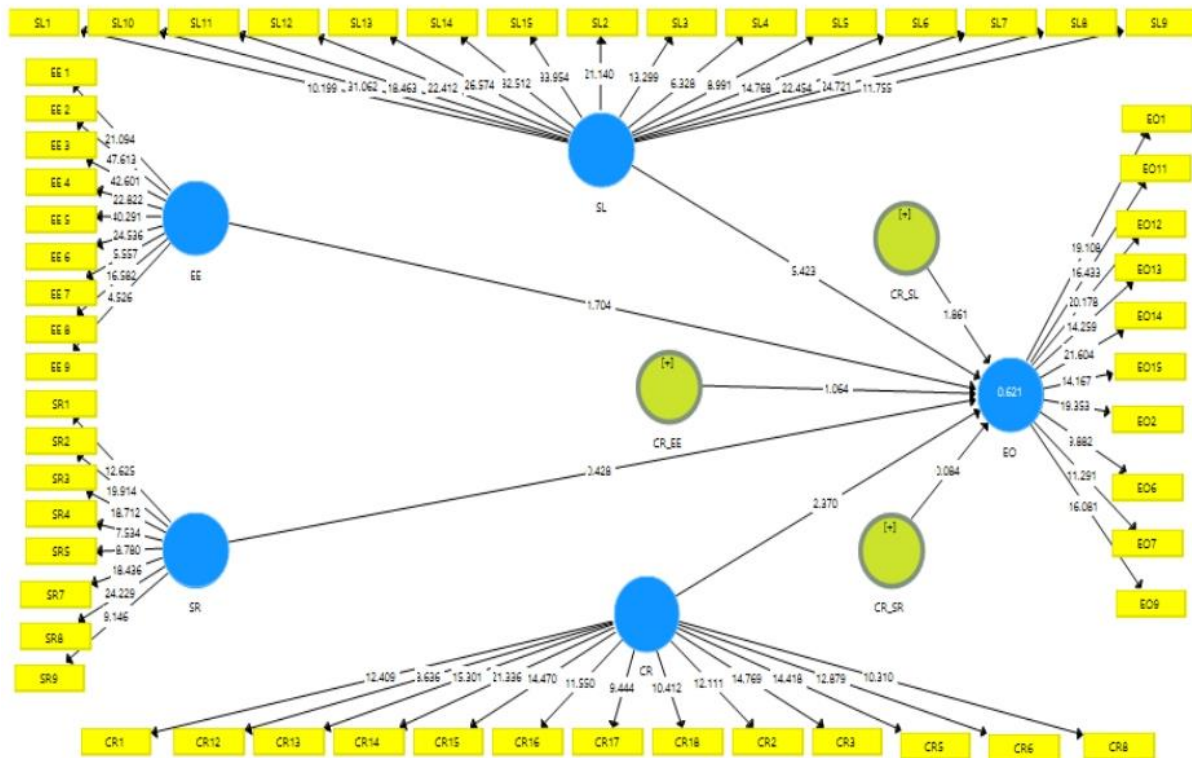 SL1 SL10 SL11 SL12 SL13 SL14 SL15 SL2 SL3 SL4 SL5 SL6 SL7 SL8 SL9
10.199 31.062 18.463 22.412 26.574 32.512 33.954 21.140 13.299 6.328 8.991 14.768 22.454 24.721 11.755
SL
EE 1
EE 2
EE 3
EE 4
EE 5
EE 6
EE 7
EE 8
EE 9
21.094
47.613
42.601
22.822
40.291
24.536
5.557
16.582
4.526
EE
SR1
SR2
SR3
SR4
SR5
SR7
SR8
SR9
12.625
19.914
18.712
7.534
8.780
18.436
24.229
9.146
SR
5.423
1.704
[+]
CR_SL
1.861
[+]
CR_EE
1.064
0.428
2.370
[+]
CR_SR
0.084
0.621
EO
EO1
EO11
EO12
EO13
EO14
EO15
EO2
EO6
EO7
EO9
19.108
16.433
20.178
14.259
21.604
14.167
19.353
9.882
11.291
16.081
CR
12.409 15.301 21.336 14.470 11.550 9.444 10.412 12.111 14.769 14.418 12.879 10.310
CR1 CR12 CR13 CR14 CR15 CR16 CR17 CR18 CR2 CR3 CR5 CR6 CR8